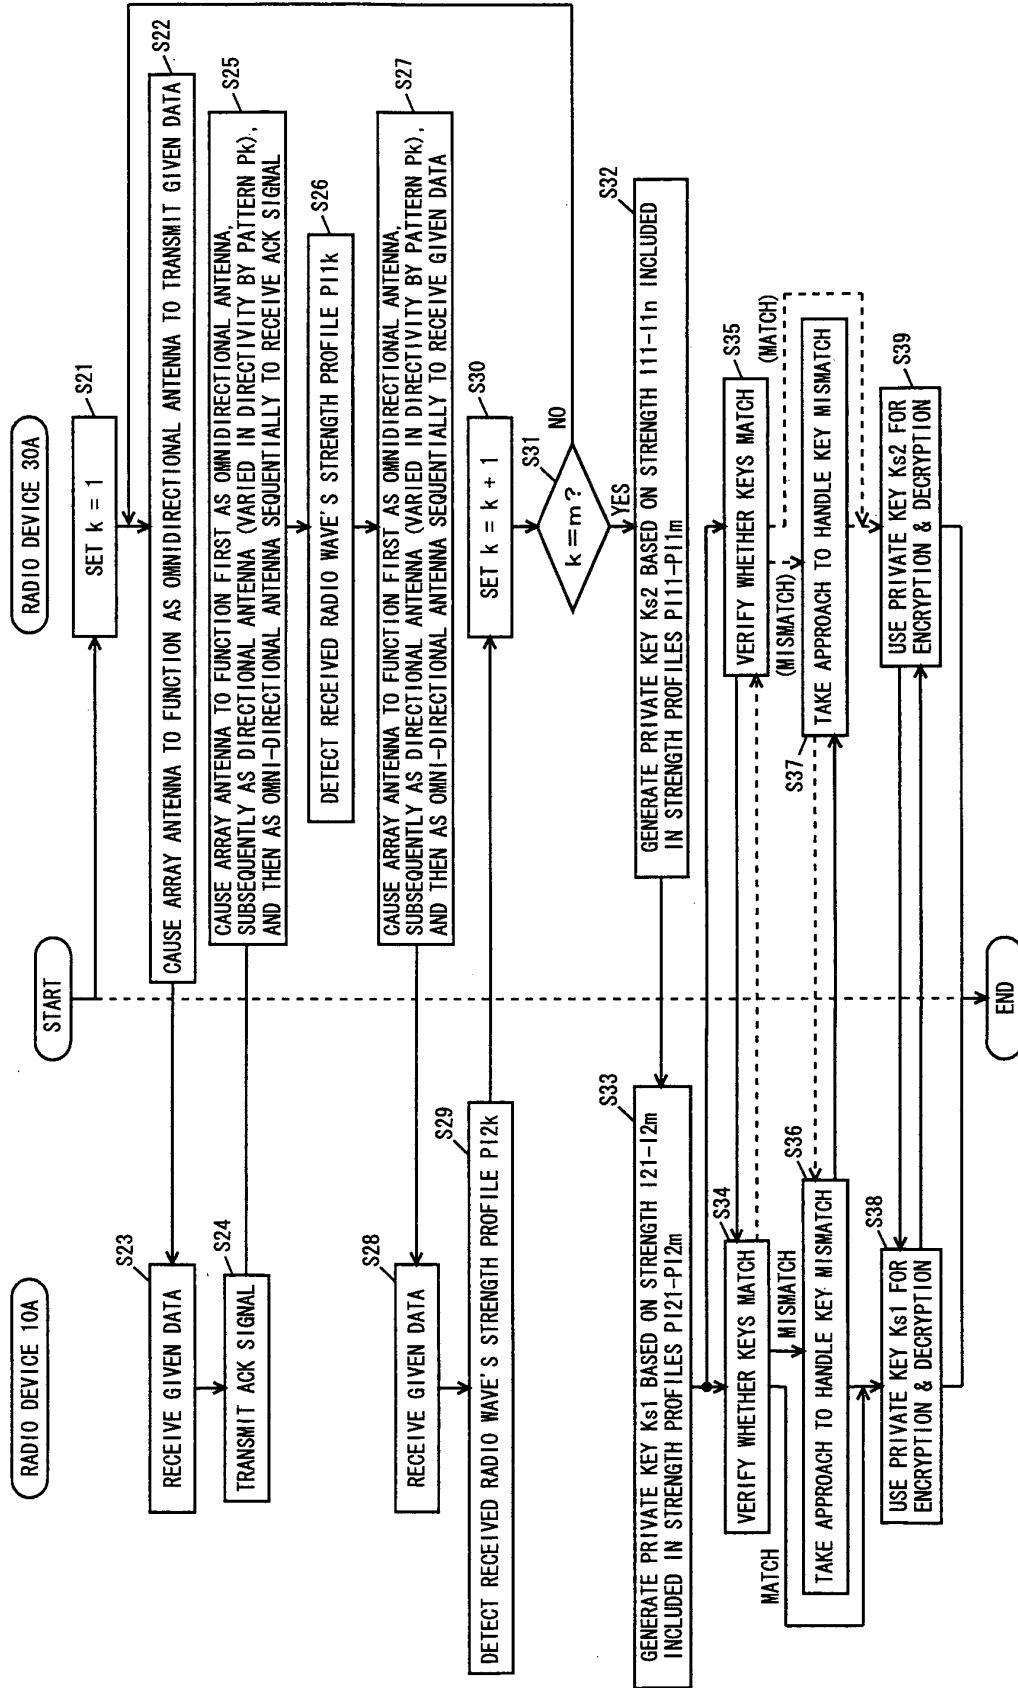 RADIO DEVICE 10A
START
RADIO DEVICE 30A
S21
SET k = 1
S22
CAUSE ARRAY ANTENNA TO FUNCTION AS OMNIDIRECTIONAL ANTENNA TO TRANSMIT GIVEN DATA
S23
RECEIVE GIVEN DATA
S24
TRANSMIT ACK SIGNAL
S25
CAUSE ARRAY ANTENNA TO FUNCTION FIRST AS OMNIDIRECTIONAL ANTENNA,
SUBSEQUENTLY AS DIRECTIONAL ANTENNA (VARIED IN DIRECTIVITY BY PATTERN Pk),
AND THEN AS OMNI-DIRECTIONAL ANTENNA SEQUENTIALLY TO RECEIVE ACK SIGNAL
S26
DETECT RECEIVED RADIO WAVE'S STRENGTH PROFILE PI1k
S27
CAUSE ARRAY ANTENNA TO FUNCTION FIRST AS OMNIDIRECTIONAL ANTENNA,
SUBSEQUENTLY AS DIRECTIONAL ANTENNA (VARIED IN DIRECTIVITY BY PATTERN Pk),
AND THEN AS OMNI-DIRECTIONAL ANTENNA SEQUENTIALLY TO RECEIVE GIVEN DATA
S28
RECEIVE GIVEN DATA
S29
DETECT RECEIVED RADIO WAVE'S STRENGTH PROFILE PI2k
S30
SET k = k + 1
S31
k=m?
NO
YES
S32
GENERATE PRIVATE KEY Ks2 BASED ON STRENGTH I11-I1n INCLUDED
IN STRENGTH PROFILES PI11-PI1m
S33
GENERATE PRIVATE KEY Ks1 BASED ON STRENGTH I21-I2m
INCLUDED IN STRENGTH PROFILES PI21-PI2m
S34
VERIFY WHETHER KEYS MATCH
S35
VERIFY WHETHER KEYS MATCH
MATCH
MISMATCH
(MISMATCH)
(MATCH)
S36
TAKE APPROACH TO HANDLE KEY MISMATCH
S37
TAKE APPROACH TO HANDLE KEY MISMATCH
S38
USE PRIVATE KEY Ks1 FOR
ENCRYPTION & DECRYPTION
S39
USE PRIVATE KEY Ks2 FOR
ENCRYPTION & DECRYPTION
END